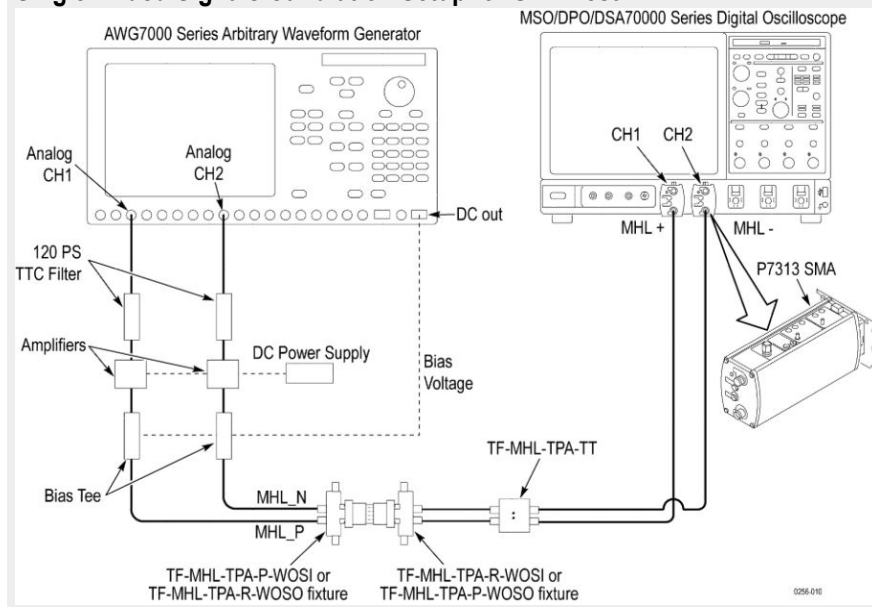 AWG7000 Series Arbitrary Waveform Generator
MSO/DPO/DSA70000 Series Digital Oscilloscope
Analog
CH1
Analog
CH2
DC out
CH1
CH2
MHL +
MHL -
P7313 SMA
120 PS
TTC Filter
Amplifiers
DC Power Supply
Bias
Voltage
Bias Tee
TF-MHL-TPA-TT
MHL_N
MHL_P
TF-MHL-TPA-P-WOSI or
TF-MHL-TPA-R-WOSO fixture
TF-MHL-TPA-R-WOSI or
TF-MHL-TPA-P-WOSO fixture
0256-010